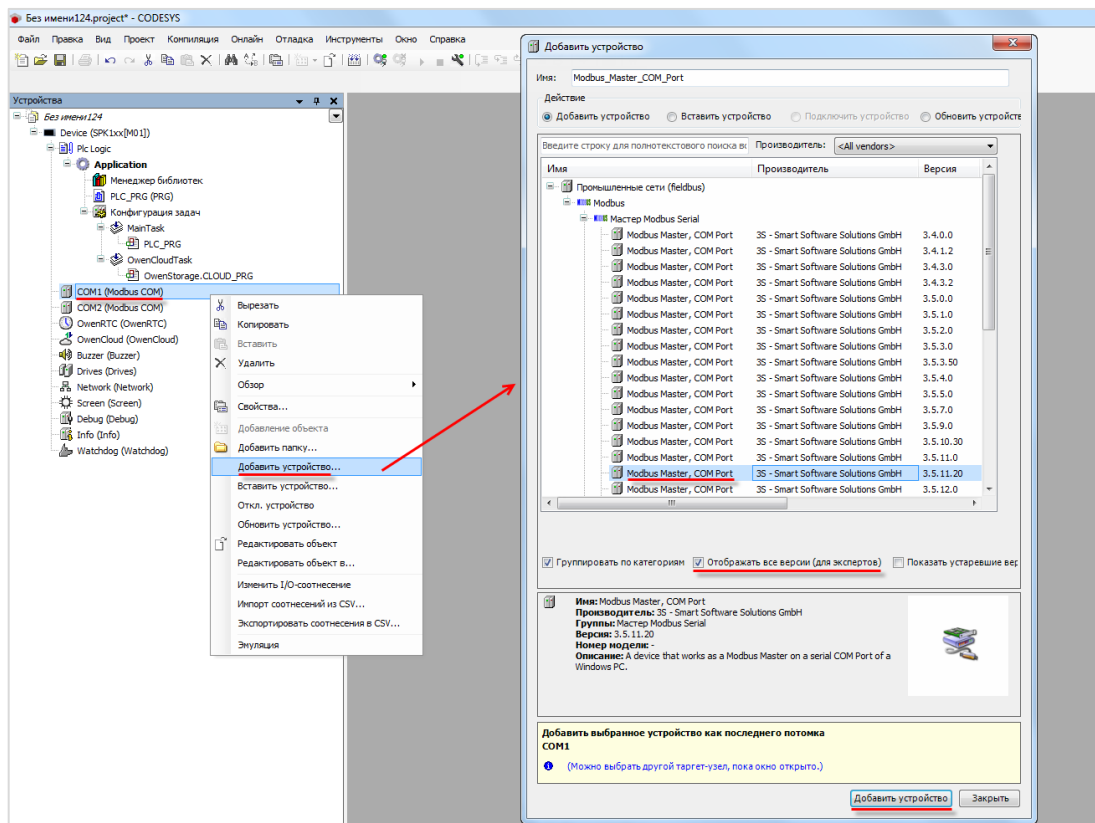 Без имени124.project* - CODESYS
Файл Правка Вид Проект Компиляция Онлайн Отладка Инструменты Окно Справка
Устройства
Без имени124
Device (SPK1xx[M01])
Plc Logic
Application
Менеджер библиотек
PLC_PRG (PRG)
Конфигурация задач
MainTask
PLC_PRG
OwenCloudTask
OwenStorage.CLOUD_PRG
COM1 (Modbus COM)
COM2 (Modbus COM)
OwenRTC (OwenRTC)
OwenCloud (OwenCloud)
Buzzer (Buzzer)
Drives (Drives)
Network (Network)
Screen (Screen)
Debug (Debug)
Info (Info)
Watchdog (Watchdog)
Вырезать
Копировать
Вставить
Удалить
Обзор
Свойства...
Добавление объекта
Добавить папку...
Добавить устройство...
Вставить устройство...
Откл. устройство
Обновить устройство...
Редактировать объект
Редактировать объект в...
Изменить I/O-соотнесение
Импорт соотнесений из CSV...
Экспортировать соотнесения в CSV...
Эмуляция
Добавить устройство
Имя: Modbus_Master_COM_Port
Действие
Добавить устройство Вставить устройство Подключить устройство Обновить устройств
Введите строку для полнотекстового поиска во Производитель: <All vendors>
Имя Производитель Версия
Промышленные сети (fieldbus)
Modbus
Мастер Modbus Serial
Modbus Master, COM Port 3S - Smart Software Solutions GmbH 3.4.0.0
Modbus Master, COM Port 3S - Smart Software Solutions GmbH 3.4.1.2
Modbus Master, COM Port 3S - Smart Software Solutions GmbH 3.4.3.0
Modbus Master, COM Port 3S - Smart Software Solutions GmbH 3.4.3.2
Modbus Master, COM Port 3S - Smart Software Solutions GmbH 3.5.0.0
Modbus Master, COM Port 3S - Smart Software Solutions GmbH 3.5.1.0
Modbus Master, COM Port 3S - Smart Software Solutions GmbH 3.5.2.0
Modbus Master, COM Port 3S - Smart Software Solutions GmbH 3.5.3.0
Modbus Master, COM Port 3S - Smart Software Solutions GmbH 3.5.3.50
Modbus Master, COM Port 3S - Smart Software Solutions GmbH 3.5.4.0
Modbus Master, COM Port 3S - Smart Software Solutions GmbH 3.5.5.0
Modbus Master, COM Port 3S - Smart Software Solutions GmbH 3.5.7.0
Modbus Master, COM Port 3S - Smart Software Solutions GmbH 3.5.9.0
Modbus Master, COM Port 3S - Smart Software Solutions GmbH 3.5.10.30
Modbus Master, COM Port 3S - Smart Software Solutions GmbH 3.5.11.0
Modbus Master, COM Port 3S - Smart Software Solutions GmbH 3.5.11.20
Modbus Master, COM Port 3S - Smart Software Solutions GmbH 3.5.12.0
Группировать по категориям Отображать все версии (для экспертов) Показать устаревшие вер
Имя: Modbus Master, COM Port
Производитель: 3S - Smart Software Solutions GmbH
Группы: Мастер Modbus Serial
Версия: 3.5.11.20
Номер модели: -
Описание: A device that works as a Modbus Master on a serial COM Port of a
Windows PC.
Добавить выбранное устройство как последнего потомка
COM1
(Можно выбрать другой таргет-узел, пока окно открыто.)
Добавить устройство Закрыть